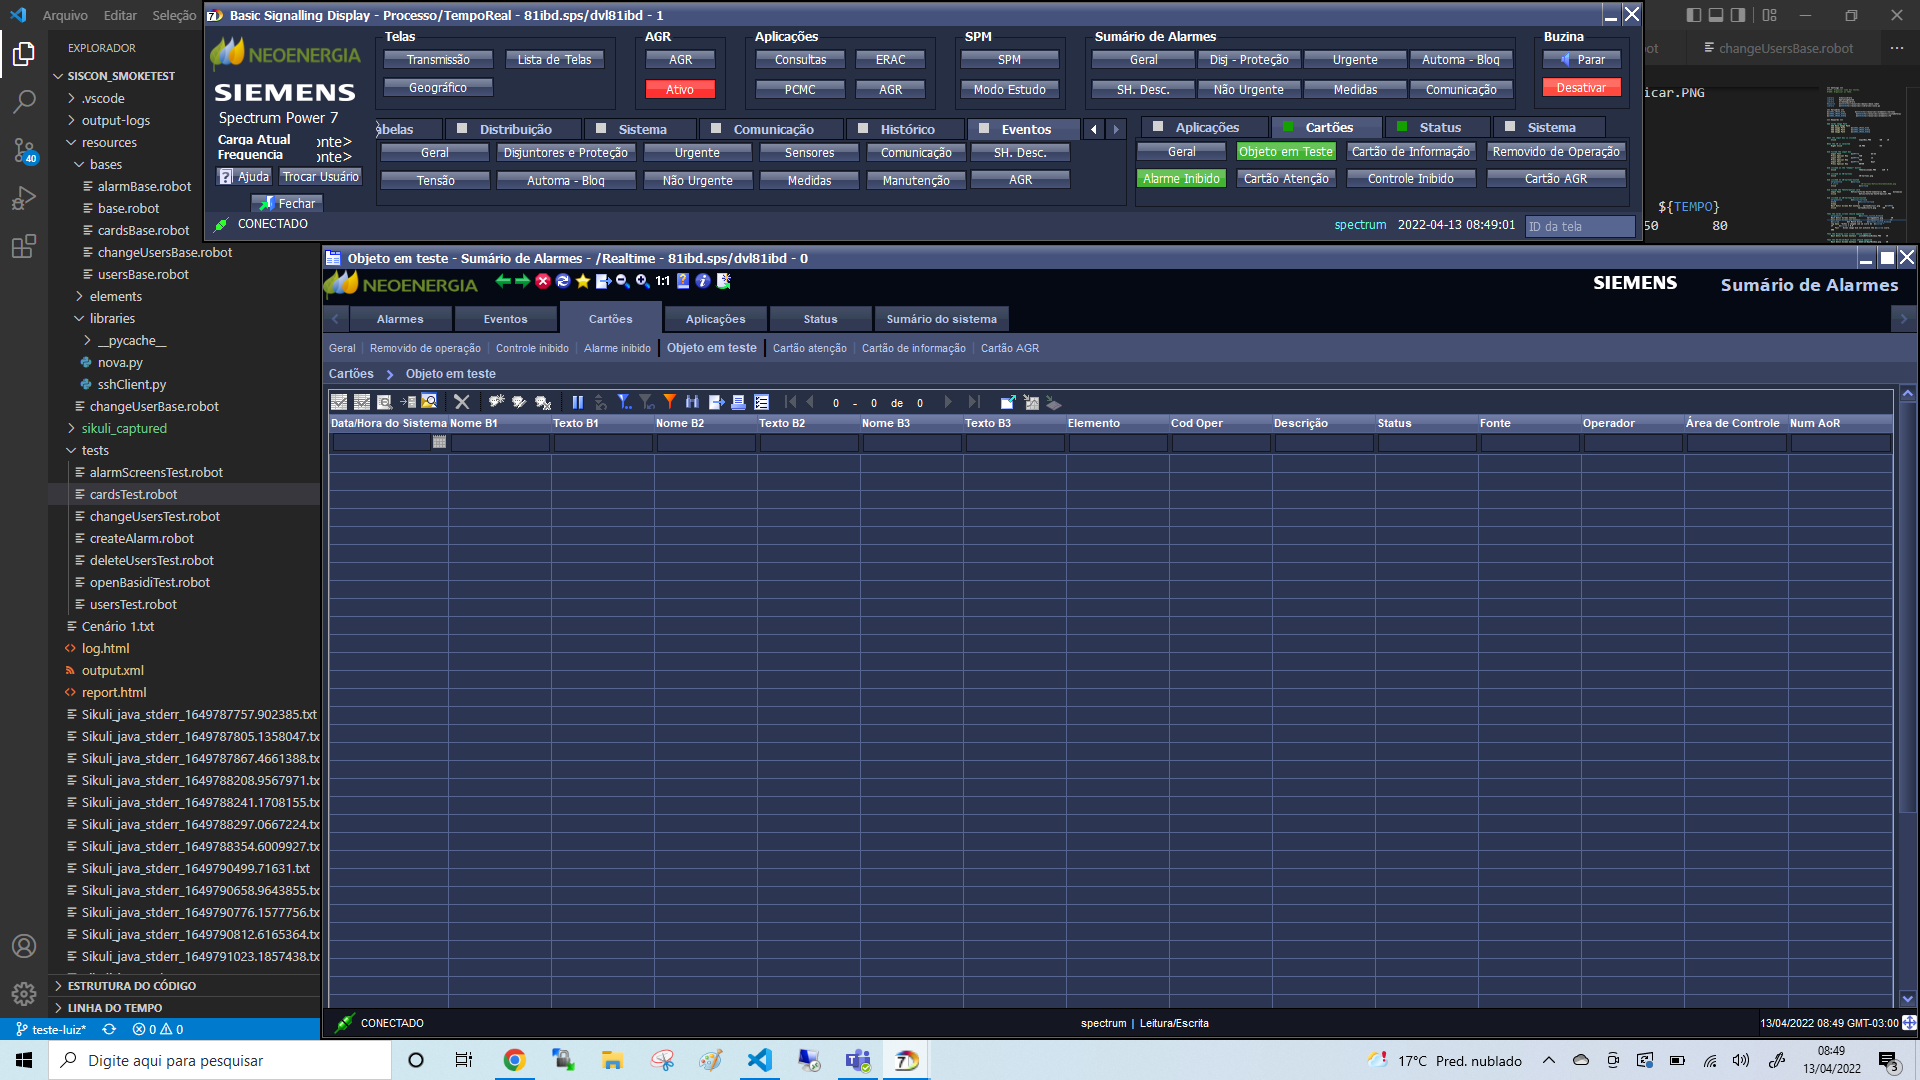 Arquivo Editar Seleção
Basic Signalling Display - Processo/TempoReal - 81ibd.sps/dvl81ibd - 1
NEOENERGIA
SIEMENS
Spectrum Power 7
Carga Atual onte>
Frequencia onte>
Ajuda Trocar Usuário
Fechar
CONECTADO
Telas
Transmissão Lista de Telas
Geográfico
AGR
AGR
Ativo
Aplicações
Consultas ERAC
PCMC AGR
SPM
SPM
Modo Estudo
Sumário de Alarmes
Geral Disj - Proteção Urgente Automa - Bloq
SH. Desc. Não Urgente Medidas Comunicação
Buzina
Parar
Desativar
abelas Distribuição Sistema Comunicação Histórico Eventos
Geral Disjuntores e Proteção Urgente Sensores Comunicação SH. Desc.
Tensão Automa - Bloq Não Urgente Medidas Manutenção AGR
Aplicações Cartões Status Sistema
Geral Objeto em Teste Cartão de Informação Removido de Operação
Alarme Inibido Cartão Atenção Controle Inibido Cartão AGR
spectrum 2022-04-13 08:49:01 ID da tela
changeUsersBase.robot
icar.PNG
${TEMPO}
50 80
EXPLORADOR
SISCON_SMOKETEST
.vscode
output-logs
resources
bases
alarmBase.robot
base.robot
cardsBase.robot
changeUsersBase.robot
usersBase.robot
elements
libraries
__pycache__
nova.py
sshClient.py
changeUserBase.robot
sikuli_captured
tests
alarmScreensTest.robot
cardsTest.robot
changeUsersTest.robot
createAlarm.robot
deleteUsersTest.robot
openBasidiTest.robot
usersTest.robot
Cenário 1.txt
log.html
output.xml
report.html
Sikuli_java_stderr_1649787757.902385.txt
Sikuli_java_stderr_1649787805.1358047.tx
Sikuli_java_stderr_1649787867.4661388.tx
Sikuli_java_stderr_1649788208.9567971.tx
Sikuli_java_stderr_1649788241.1708155.tx
Sikuli_java_stderr_1649788297.0667224.tx
Sikuli_java_stderr_1649788354.6009927.tx
Sikuli_java_stderr_1649790499.71631.txt
Sikuli_java_stderr_1649790658.9643855.tx
Sikuli_java_stderr_1649790776.1577756.tx
Sikuli_java_stderr_1649790812.6165364.tx
Sikuli_java_stderr_1649791023.1857438.tx
ESTRUTURA DO CÓDIGO
LINHA DO TEMPO
40
teste-luiz* 0 0
Objeto em teste - Sumário de Alarmes - /Realtime - 81ibd.sps/dvl81ibd - 0
NEOENERGIA 1:1 SIEMENS Sumário de Alarmes
Alarmes Eventos Cartões Aplicações Status Sumário do sistema
Geral Removido de operação Controle inibido Alarme inibido Objeto em teste Cartão atenção Cartão de informação Cartão AGR
Cartões Objeto em teste
0 - 0 de 0
Data/Hora do Sistema Nome B1 Texto B1 Nome B2 Texto B2 Nome B3 Texto B3 Elemento Cod Oper Descrição Status Fonte Operador Área de Controle Num AoR
CONECTADO spectrum | Leitura/Escrita 13/04/2022 08:49 GMT-03:00
Digite aqui para pesquisar
17°C Pred. nublado
08:49
13/04/2022
3